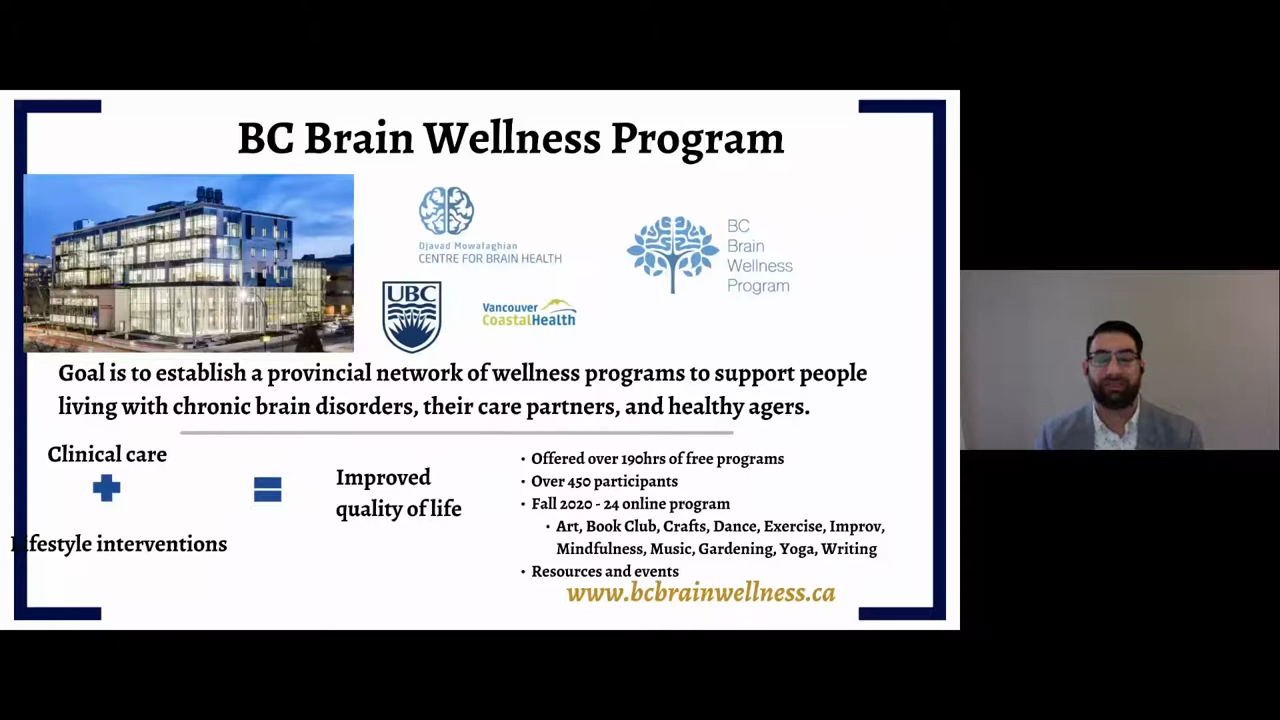 BC Brain Wellness Program
Djavad Mowafaghian
CENTRE FOR BRAIN HEALTH
BC
Brain
Wellness
Program
UBC
Vancouver
CoastalHealth
Goal is to establish a provincial network of wellness programs to support people
living with chronic brain disorders, their care partners, and healthy agers.
Clinical care
Lifestyle interventions
Improved
quality of life
• Offered over 190hrs of free programs
• Over 450 participants
• Fall 2020 - 24 online program
• Art, Book Club, Crafts, Dance, Exercise, Improv,
Mindfulness, Music, Gardening, Yoga, Writing
• Resources and events
www.bcbrainwellness.ca